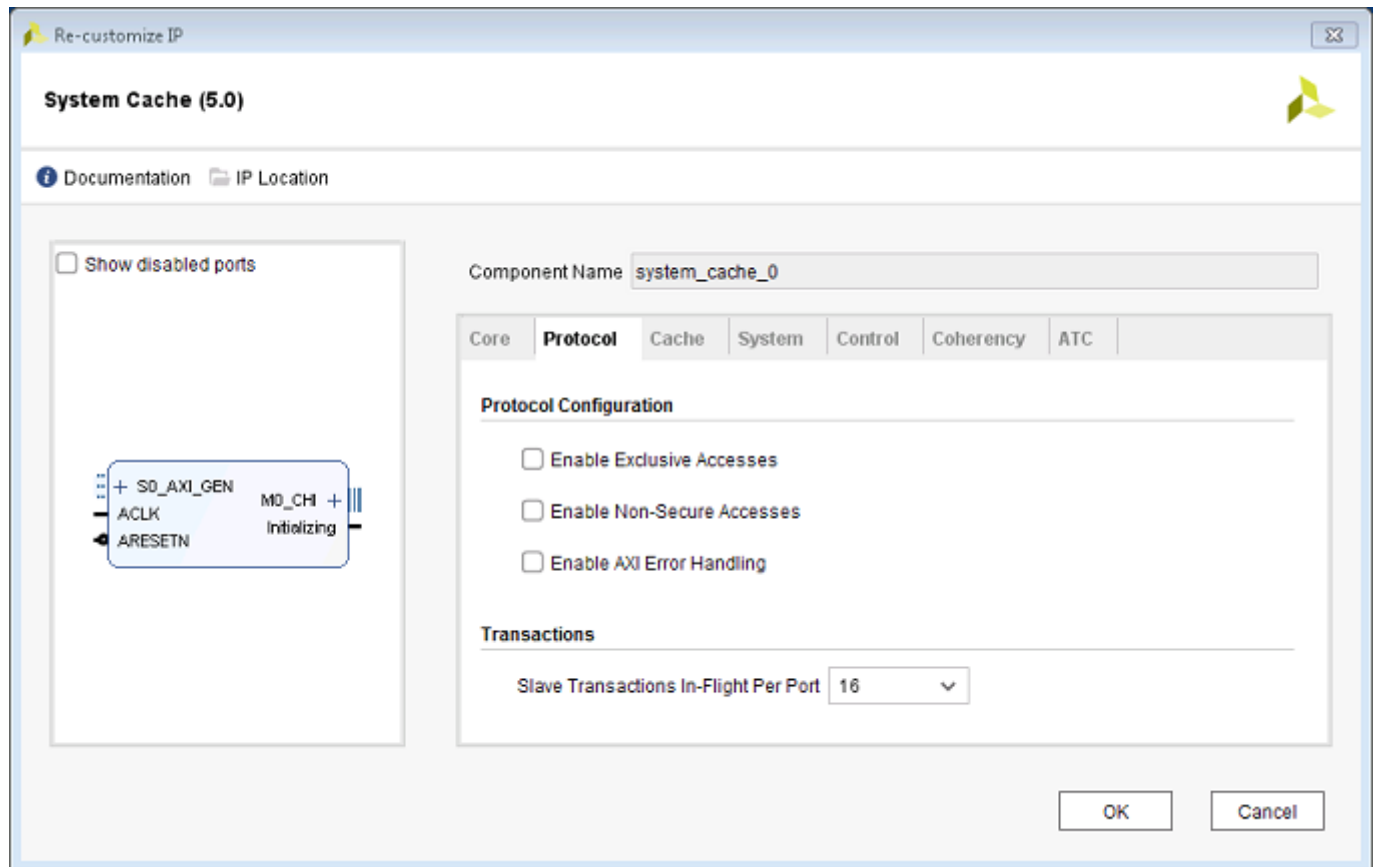 Re-customize IP
System Cache (5.0)
Documentation IP Location
Show disabled ports
Component Name system_cache_0
Core Protocol Cache System Control Coherency ATC
Protocol Configuration
Enable Exclusive Accesses
Enable Non-Secure Accesses
Enable AXI Error Handling
Transactions
Slave Transactions In-Flight Per Port 16
S0_AXI_GEN
ACLK
ARESETN
M0_CHI
Initializing
OK Cancel